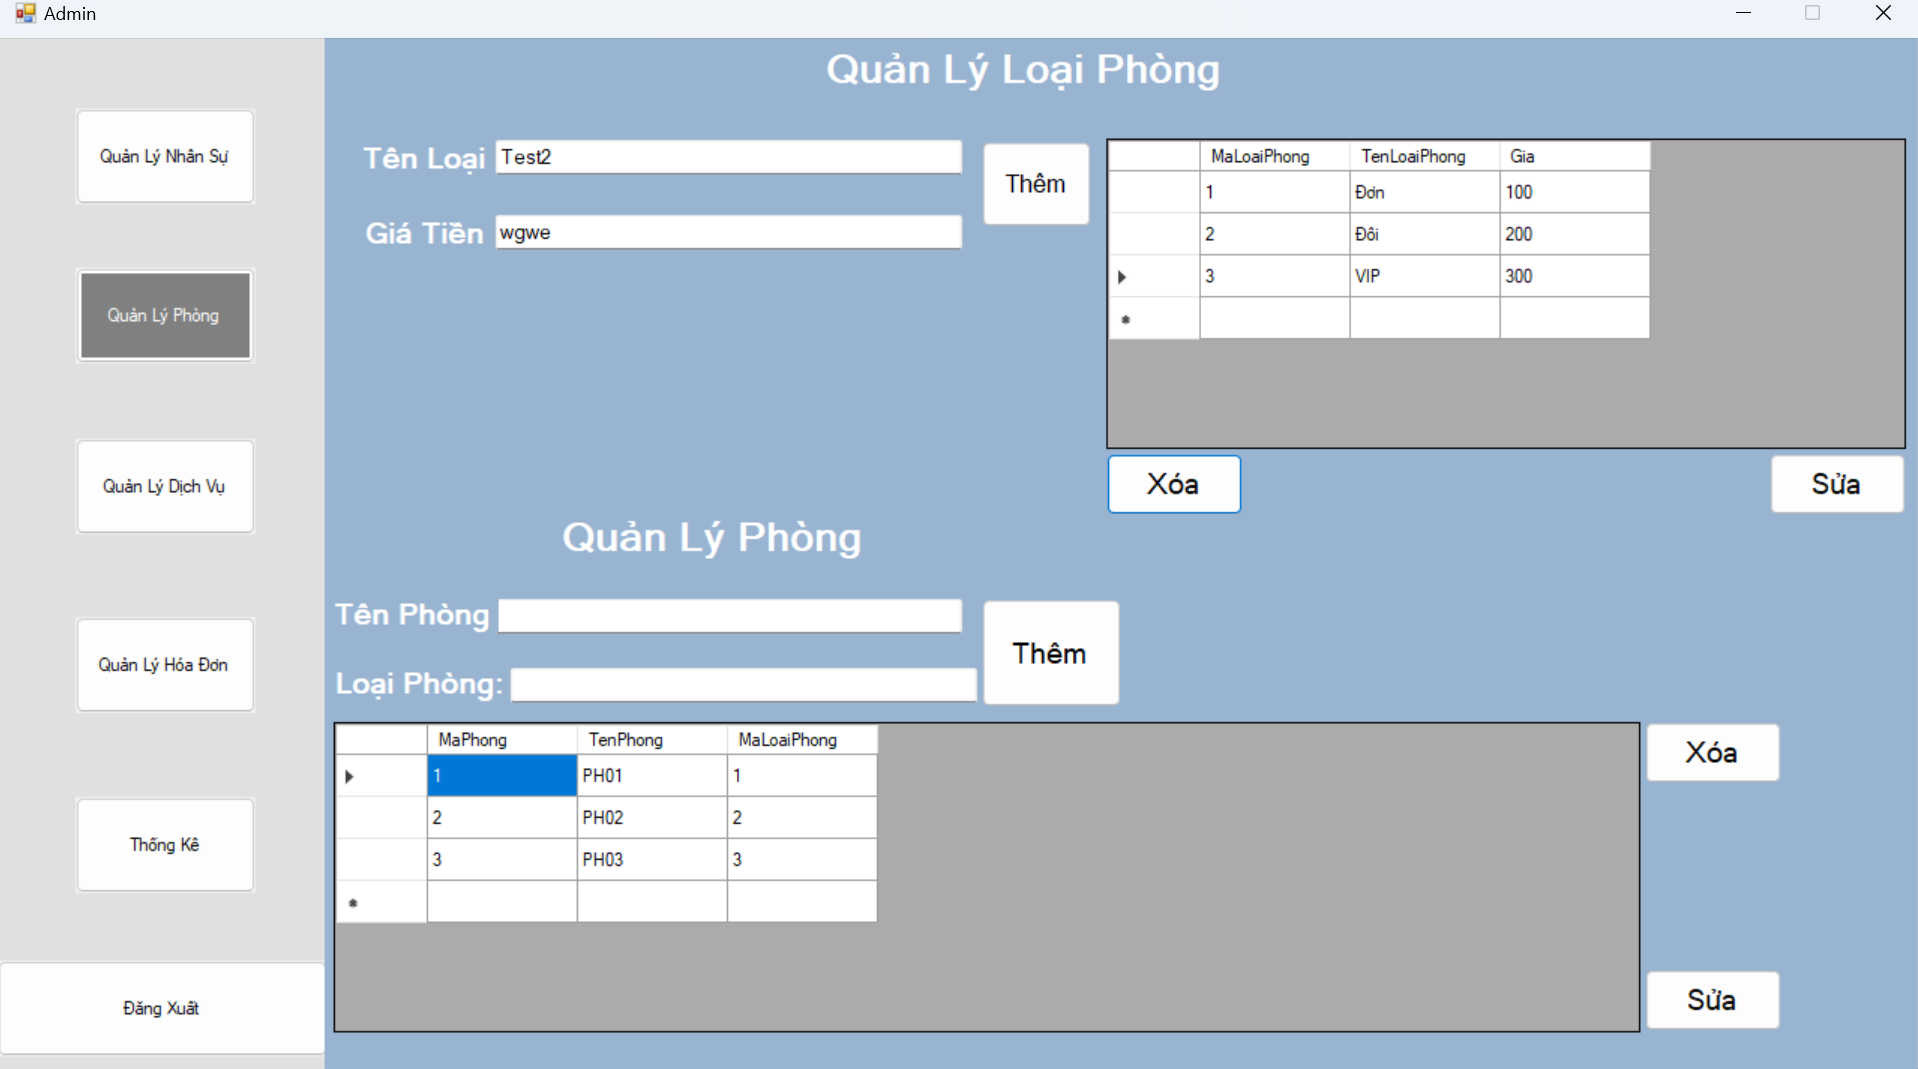 Admin
Quản Lý Nhân Sự
Quản Lý Phòng
Quản Lý Dịch Vụ
Quản Lý Hóa Đơn
Thống Kê
Đăng Xuất
Quản Lý Loại Phòng
Tên Loại Test2
Giá Tiền wgwe
Thêm
MaLoaiPhong TenLoaiPhong Gia
1 Đơn 100
2 Đôi 200
3 VIP 300
Xóa
Sửa
Quản Lý Phòng
Tên Phòng
Loại Phòng:
Thêm
MaPhong TenPhong MaLoaiPhong
1 PH01 1
2 PH02 2
3 PH03 3
Xóa
Sửa